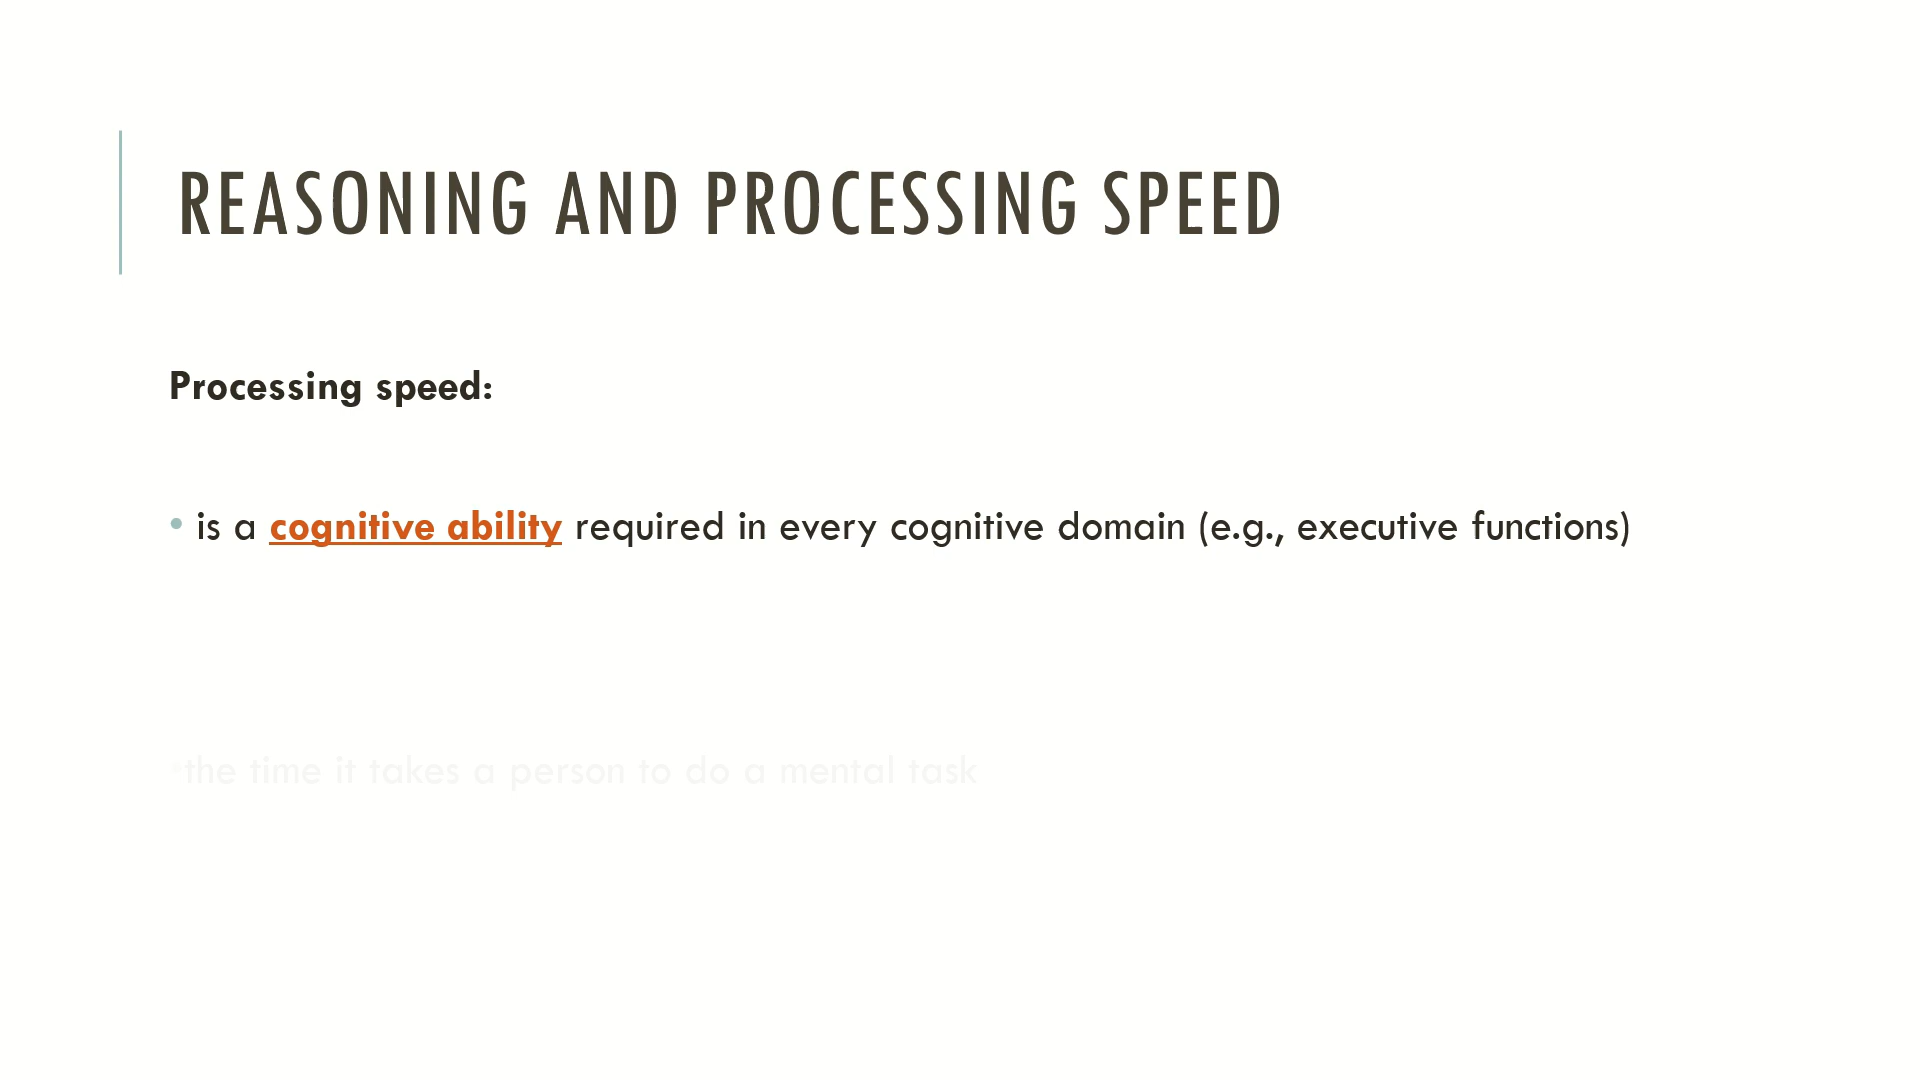 REASONING AND PROCESSING SPEED
Processing speed:
• is a cognitive ability required in every cognitive domain (e.g., executive functions)
•the time it takes a person to do a mental task